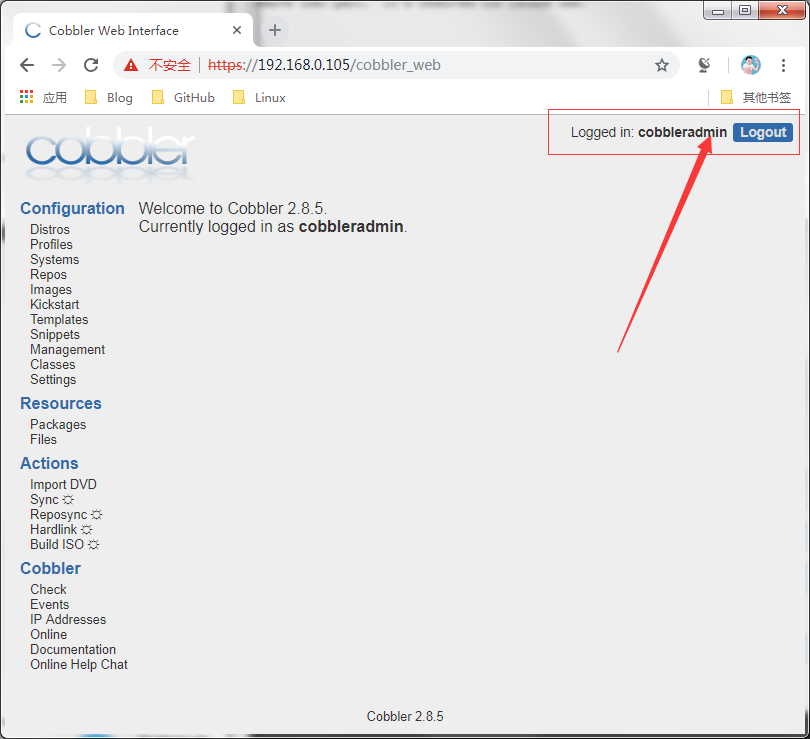 Cobbler Web Interface
不安全 | https://192.168.0.105/cobbler_web
应用 Blog GitHub Linux 其他书签
cobbler
Logged in: cobbleradmin Logout
Configuration
Distros
Profiles
Systems
Repos
Images
Kickstart
Templates
Snippets
Management
Classes
Settings
Resources
Packages
Files
Actions
Import DVD
Sync
Reposync
Hardlink
Build ISO
Cobbler
Check
Events
IP Addresses
Online
Documentation
Online Help Chat
Welcome to Cobbler 2.8.5.
Currently logged in as cobbleradmin.
Cobbler 2.8.5